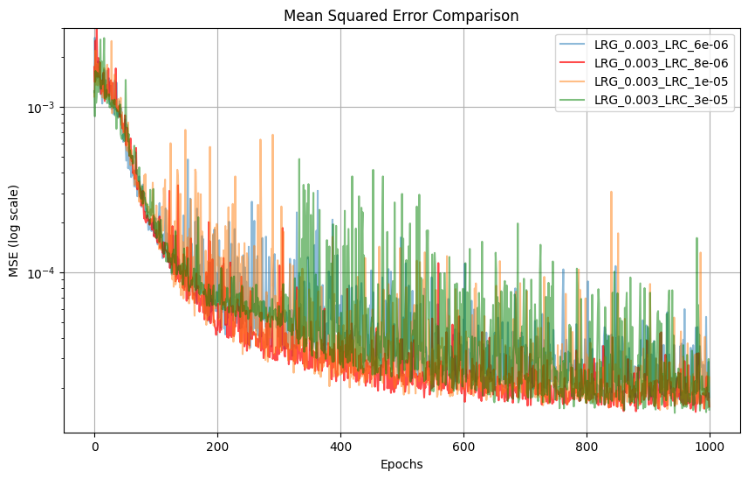 Mean Squared Error Comparison
LRG_0.003_LRC_6e-06
LRG_0.003_LRC_8e-06
LRG_0.003_LRC_1e-05
LRG_0.003_LRC_3e-05
MSE (log scale)
10⁻³
10⁻⁴
0 200 400 600 800 1000
Epochs